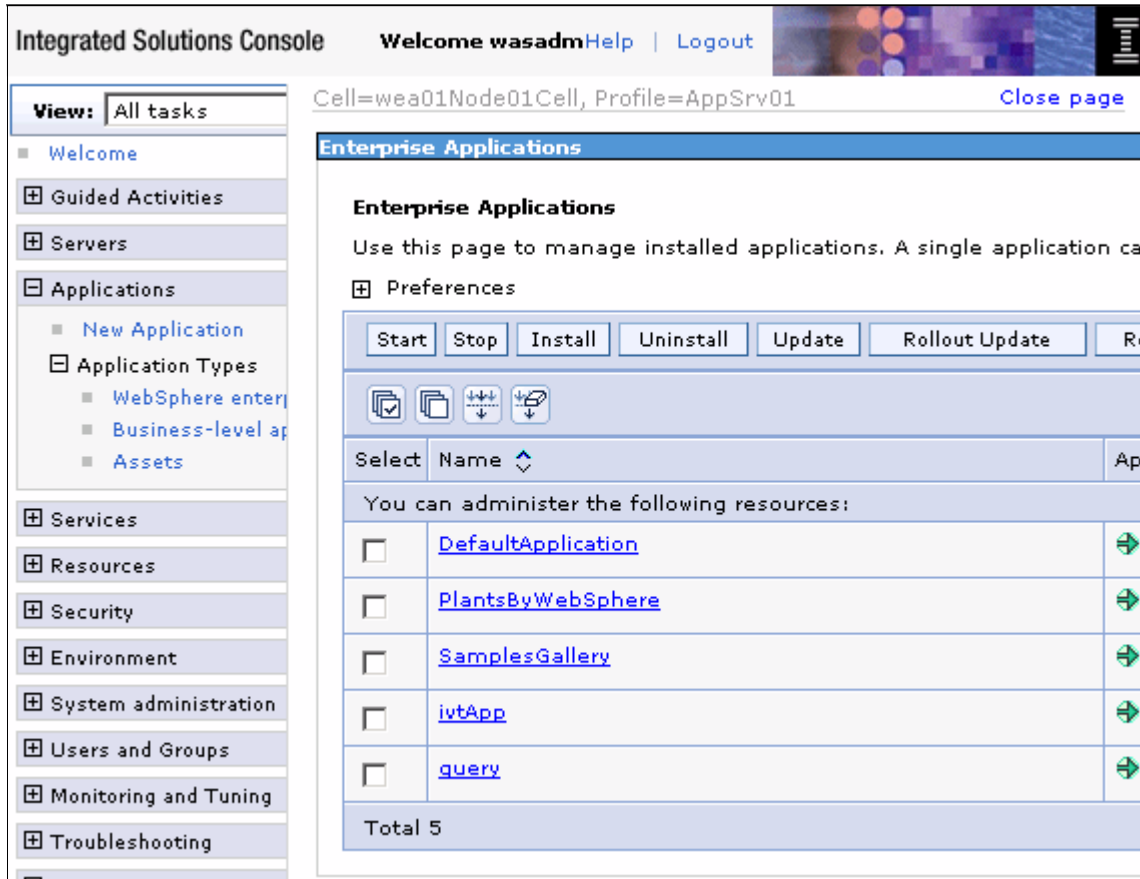 Integrated Solutions Console Welcome wasadmHelp | Logout
View: All tasks
Cell=wea01Node01Cell, Profile=AppSrv01 Close page
Welcome
Guided Activities
Servers
Applications
New Application
Application Types
WebSphere enterp
Business-level ap
Assets
Services
Resources
Security
Environment
System administration
Users and Groups
Monitoring and Tuning
Troubleshooting
Enterprise Applications
Enterprise Applications
Use this page to manage installed applications. A single application ca
Preferences
Start Stop Install Uninstall Update Rollout Update R
Select Name Ap
You can administer the following resources:
DefaultApplication
PlantsByWebSphere
SamplesGallery
ivtApp
query
Total 5